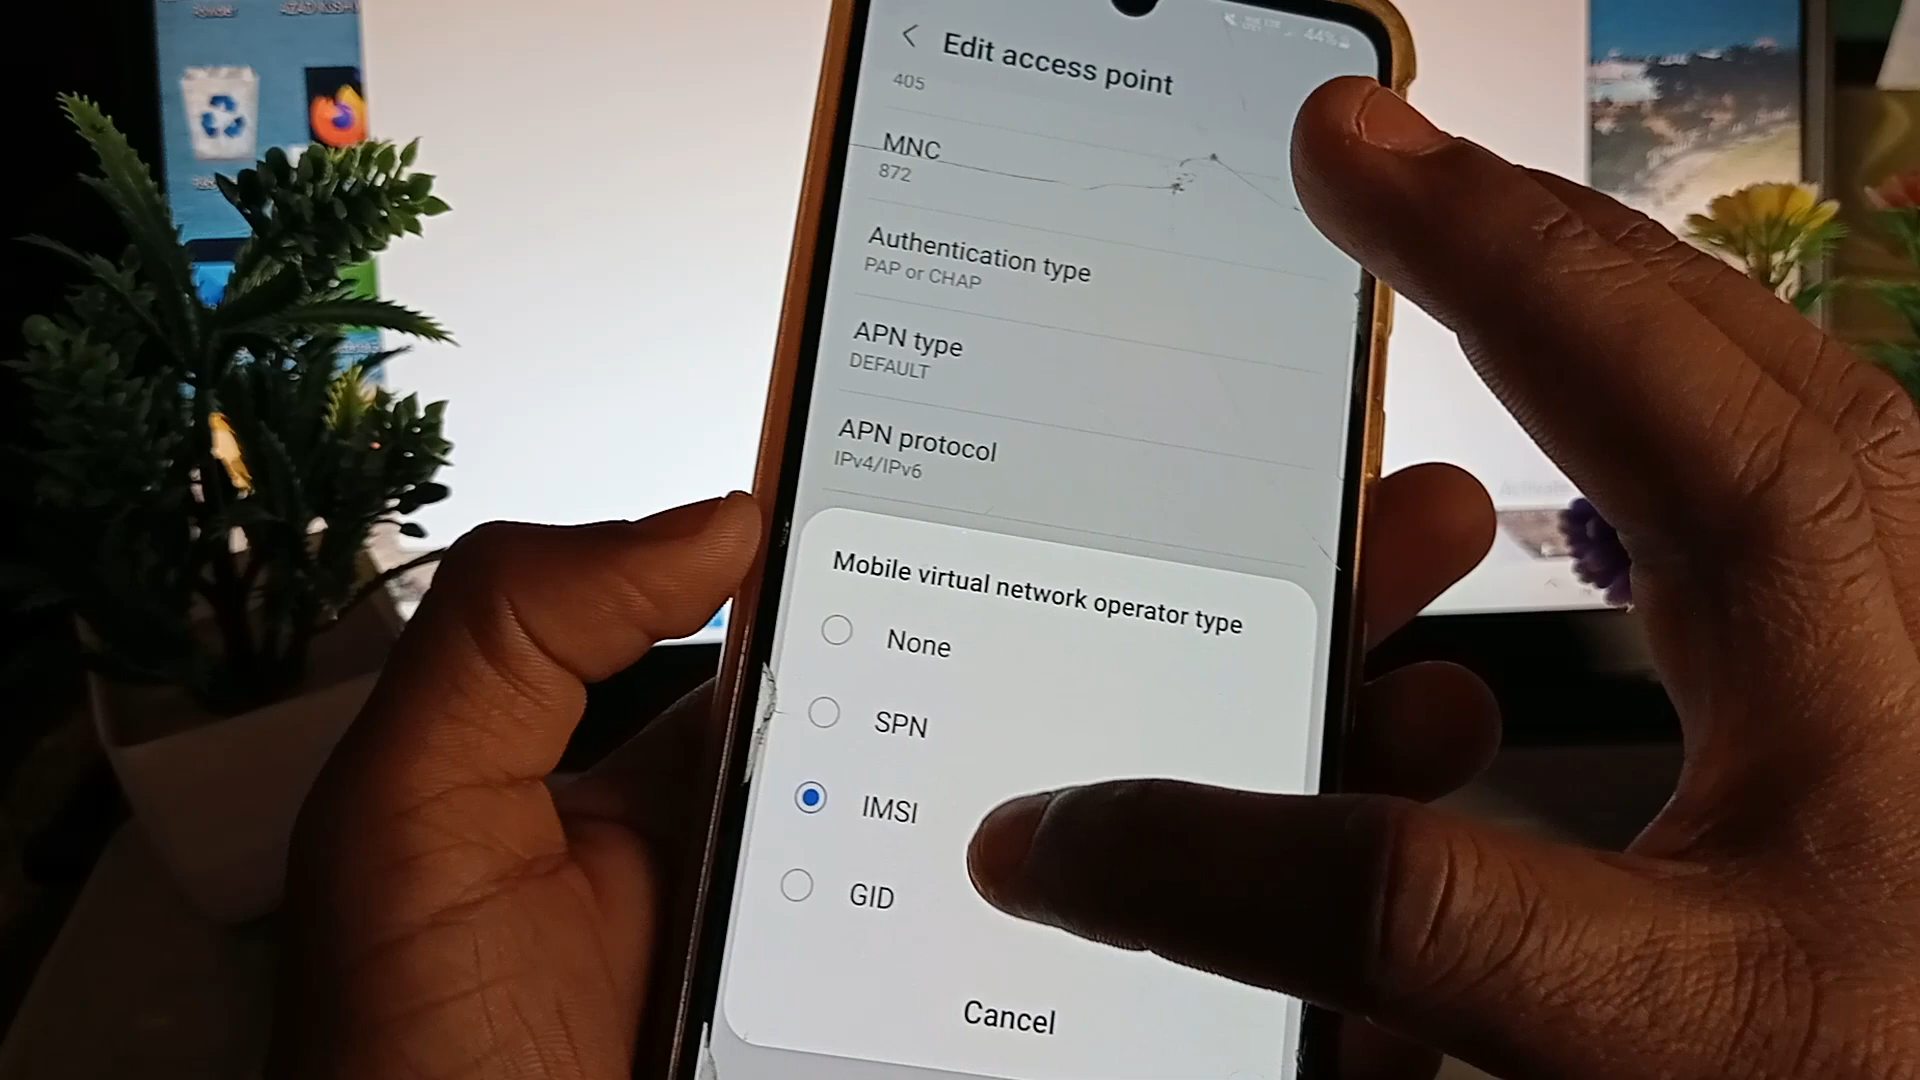 Edit access point
44%
405
MNC
872
Authentication type
PAP or CHAP
APN type
DEFAULT
APN protocol
IPv4/IPv6
Mobile virtual network operator type
None
SPN
IMSI
GID
Cancel